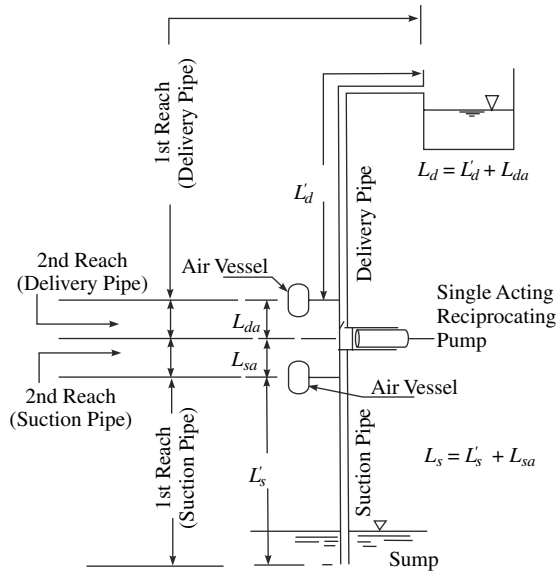 1st Reach
(Delivery Pipe)
L'd
Delivery Pipe
Ld = L'd + Lda
2nd Reach
(Delivery Pipe)
Air Vessel
Lda
Single Acting
Reciprocating
Pump
Lsa
2nd Reach
(Suction Pipe)
Air Vessel
1st Reach
(Suction Pipe)
L's
Suction Pipe
Ls = L's + Lsa
Sump